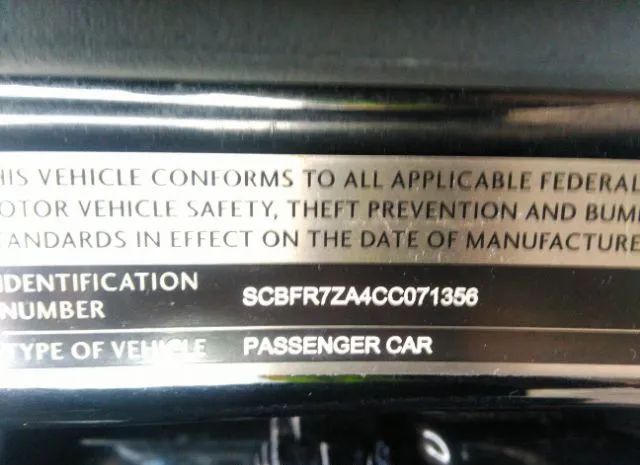 HIS VEHICLE CONFORMS TO ALL APPLICABLE FEDERAL
OTOR VEHICLE SAFETY, THEFT PREVENTION AND BUM
TANDARDS IN EFFECT ON THE DATE OF MANUFACTURE
IDENTIFICATION
NUMBER
SCBFR7ZA4CC071356
TYPE OF VEHICLE PASSENGER CAR